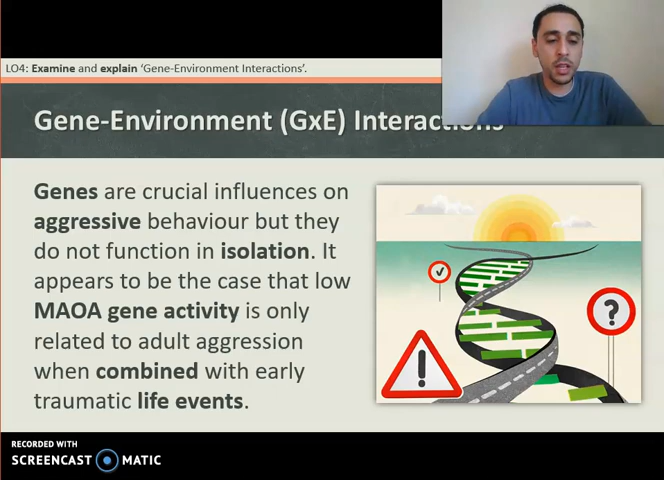 LO4: Examine and explain 'Gene-Environment Interactions'.
Gene-Environment (GxE) Interactions
Genes are crucial influences on
aggressive behaviour but they
do not function in isolation. It
appears to be the case that low
MAOA gene activity is only
related to adult aggression
when combined with early
traumatic life events.
?
!
RECORDED WITH
SCREENCAST MATIC